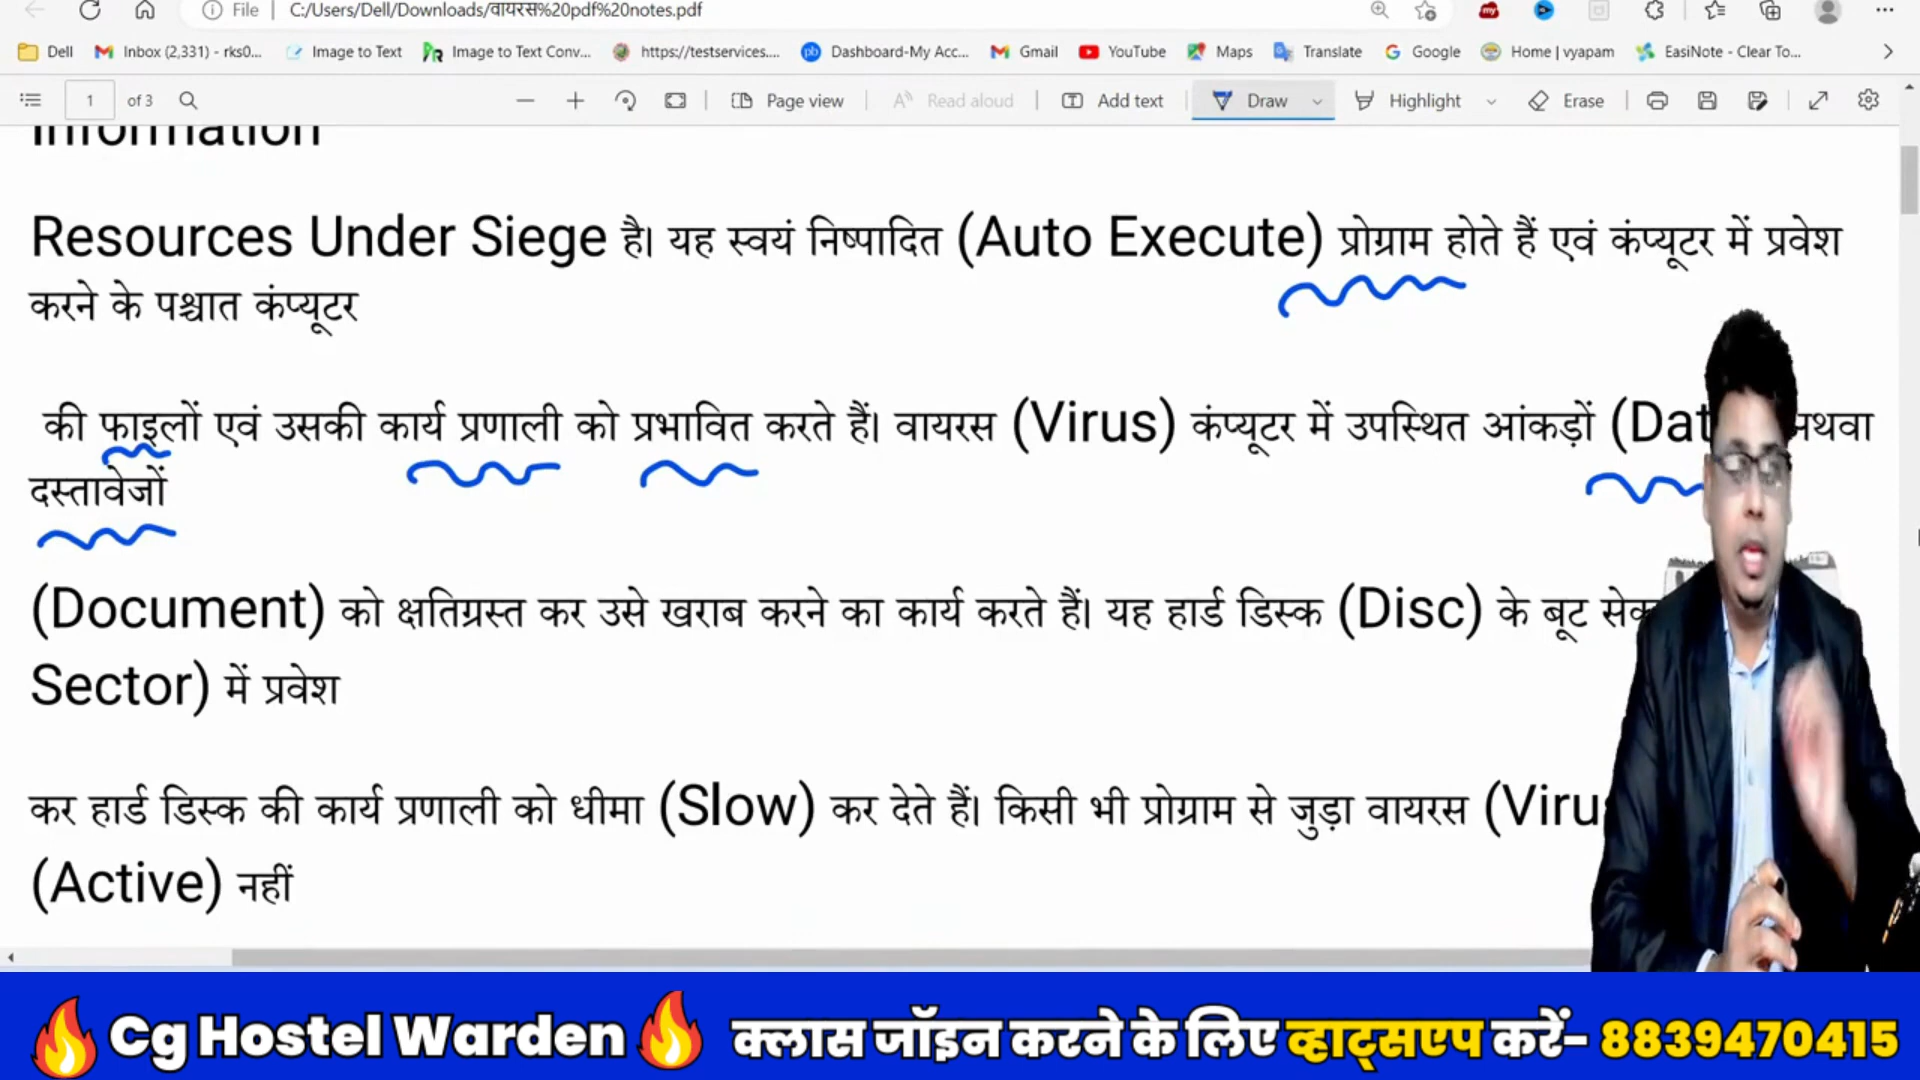 File C:/Users/Dell/Downloads/वायरस%20pdf%20notes.pdf
Dell Inbox (2,331) - rks0... Image to Text Image to Text Conv... https://testservices.... Dashboard-My Acc... Gmail YouTube Maps Translate Google Home | vyapam EasiNote - Clear To...
1 of 3 Page view Read aloud Add text Draw Highlight Erase
Information
Resources Under Siege है। यह स्वयं निष्पादित (Auto Execute) प्रोग्राम होते हैं एवं कंप्यूटर में प्रवेश
करने के पश्चात कंप्यूटर
की फाइलों एवं उसकी कार्य प्रणाली को प्रभावित करते हैं। वायरस (Virus) कंप्यूटर में उपस्थित आंकड़ों (Dat
दस्तावेजों
(Document) को क्षतिग्रस्त कर उसे खराब करने का कार्य करते हैं। यह हार्ड डिस्क (Disc) के बूट
Sector) में प्रवेश
कर हार्ड डिस्क की कार्य प्रणाली को धीमा (Slow) कर देते हैं। किसी भी प्रोग्राम से जुड़ा वायरस (Viru
(Active) नहीं
Cg Hostel Warden क्लास जॉइन करने के लिए व्हाट्सएप करें- 8839470415